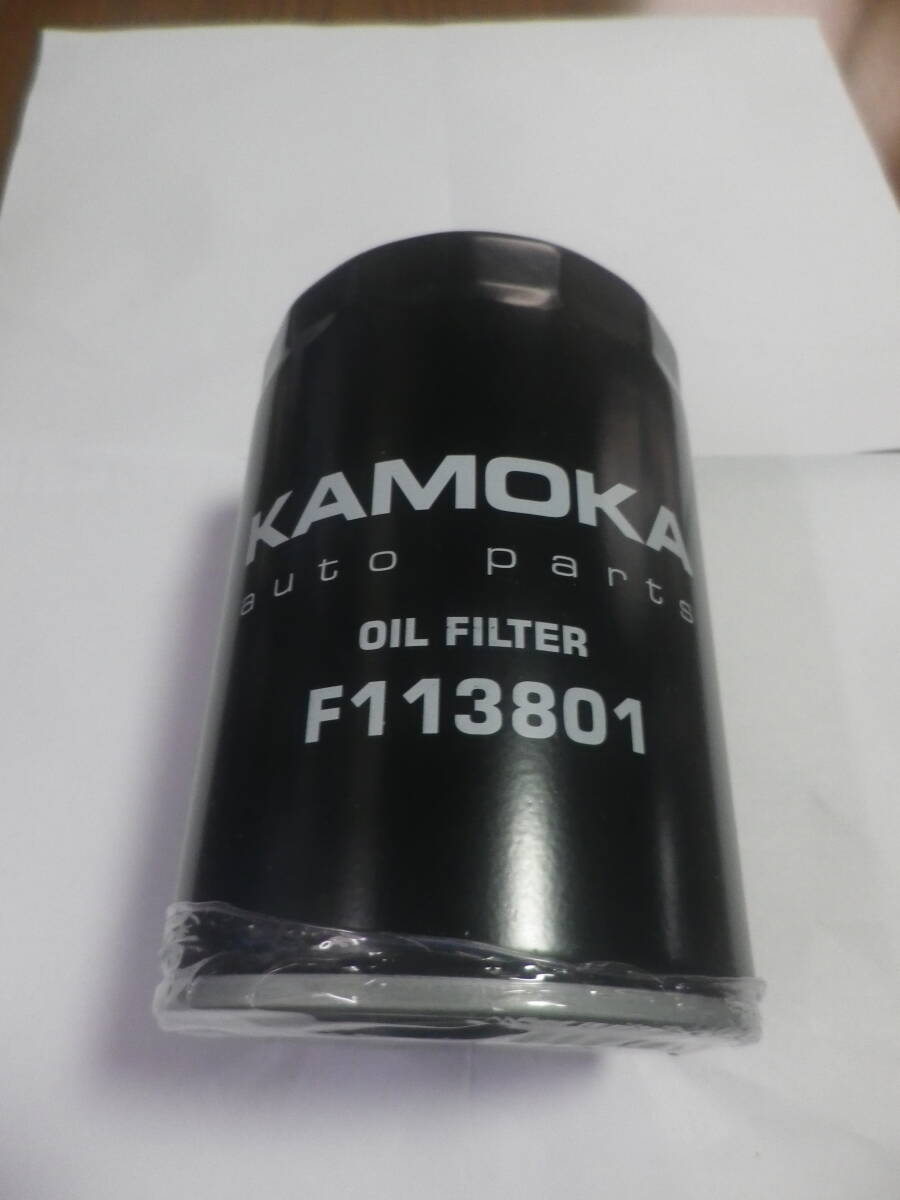 KAMOKA
auto parts
OIL FILTER
F113801